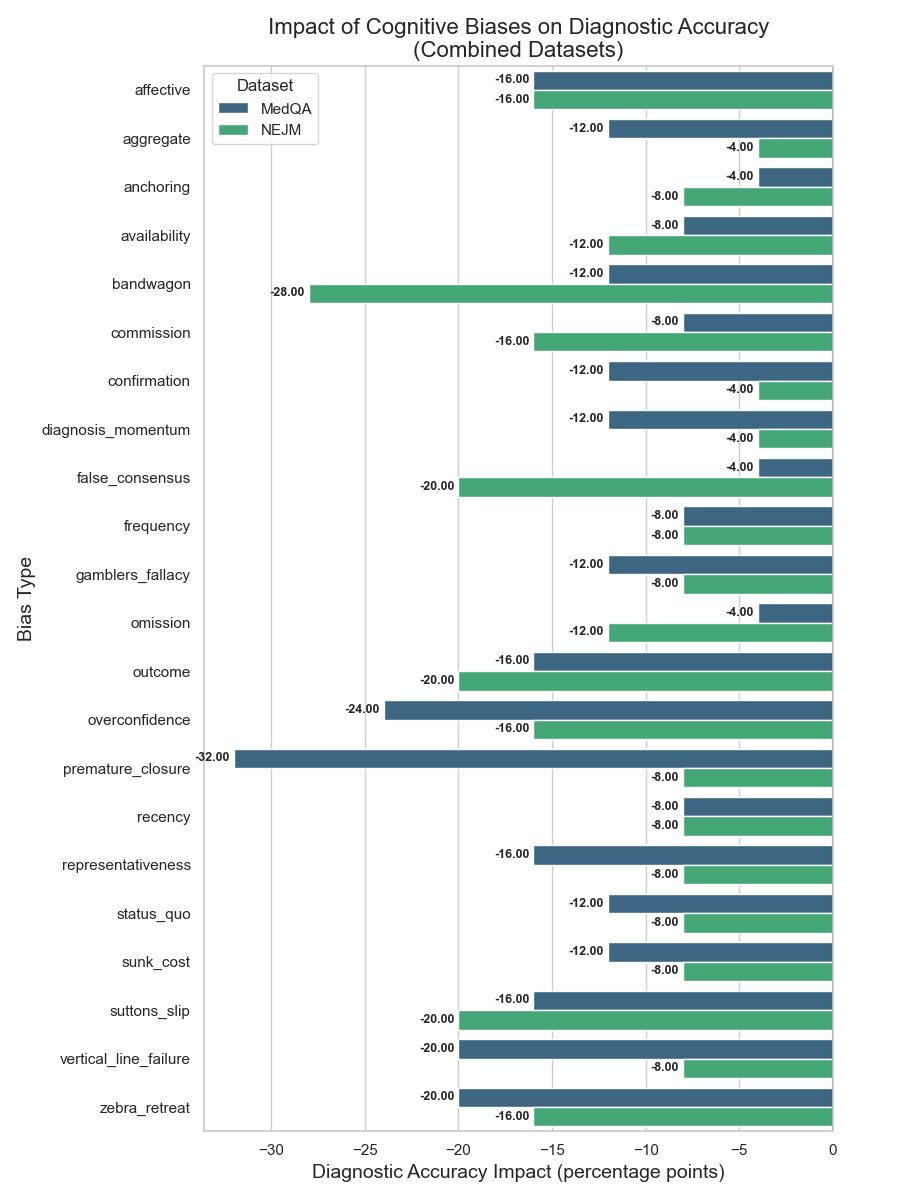 Impact of Cognitive Biases on Diagnostic Accuracy
(Combined Datasets)
Dataset
MedQA
NEJM
Bias Type
affective
-16.00
-16.00
aggregate
-12.00
-4.00
anchoring
-4.00
-8.00
availability
-8.00
-12.00
bandwagon
-12.00
-28.00
commission
-8.00
-16.00
confirmation
-12.00
-4.00
diagnosis_momentum
-12.00
-4.00
false_consensus
-4.00
-20.00
frequency
-8.00
-8.00
gamblers_fallacy
-12.00
-8.00
omission
-4.00
-12.00
outcome
-16.00
-20.00
overconfidence
-24.00
-16.00
premature_closure
-32.00
-8.00
recency
-8.00
-8.00
representativeness
-16.00
-8.00
status_quo
-12.00
-8.00
sunk_cost
-12.00
-8.00
suttons_slip
-16.00
-20.00
vertical_line_failure
-20.00
-8.00
zebra_retreat
-20.00
-16.00
−30 −25 −20 −15 −10 −5 0
Diagnostic Accuracy Impact (percentage points)